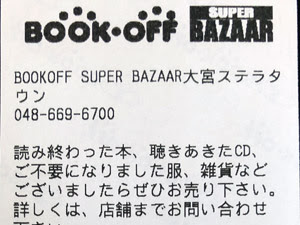 BOOK・OFF SUPER BAZAAR
BOOKOFF SUPER BAZAAR大宮ステラタ
ウン
048-669-6700
読み終わった本、聴きあきたCD、
ご不要になりました服、雑貨など
ございましたらぜひお売り下さい。
詳しくは、店舗までお問い合わせ
下さい。